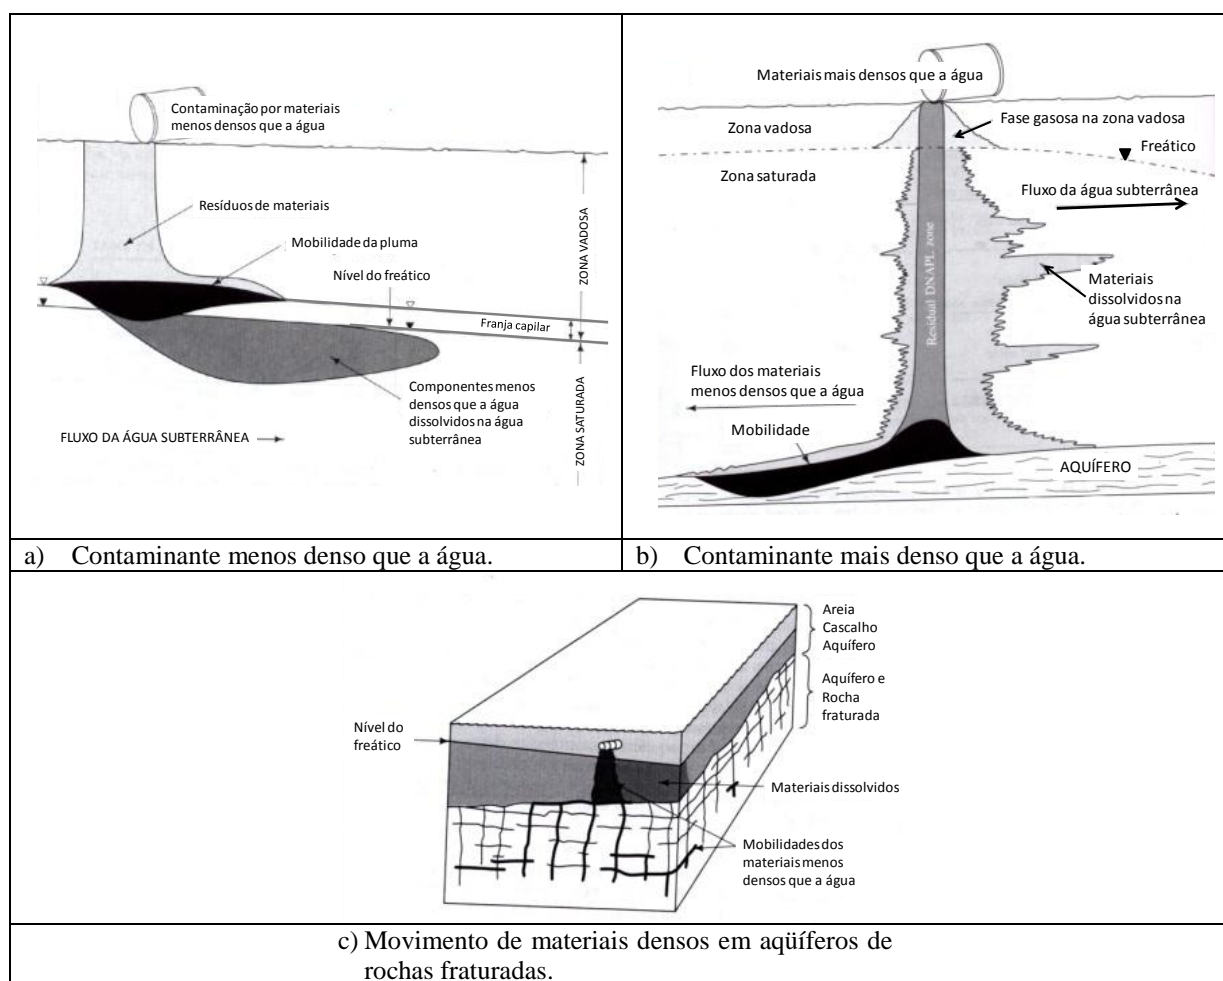 Contaminação por materiais
menos densos que a água
Resíduos de materiais
Mobilidade da pluma
Nível do freático
Franja capilar
ZONA VADOSA
ZONA SATURADA
Componentes menos
densos que a água
dissolvidos na água
subterrânea
FLUXO DA ÁGUA SUBTERRÂNEA
a) Contaminante menos denso que a água.
Materiais mais densos que a água
Zona vadosa
Fase gasosa na zona vadosa
Freático
Zona saturada
Fluxo da água subterrânea
Residual DNAPL zone
Materiais
dissolvidos na
água subterrânea
Fluxo dos materiais
menos densos que a água
Mobilidade
AQUÍFERO
b) Contaminante mais denso que a água.
Areia
Cascalho
Aquífero
Aquífero e
Rocha
fraturada
Nível do
freático
Materiais dissolvidos
Mobilidades dos
materiais menos
densos que a água
c) Movimento de materiais densos em aqüíferos de
rochas fraturadas.